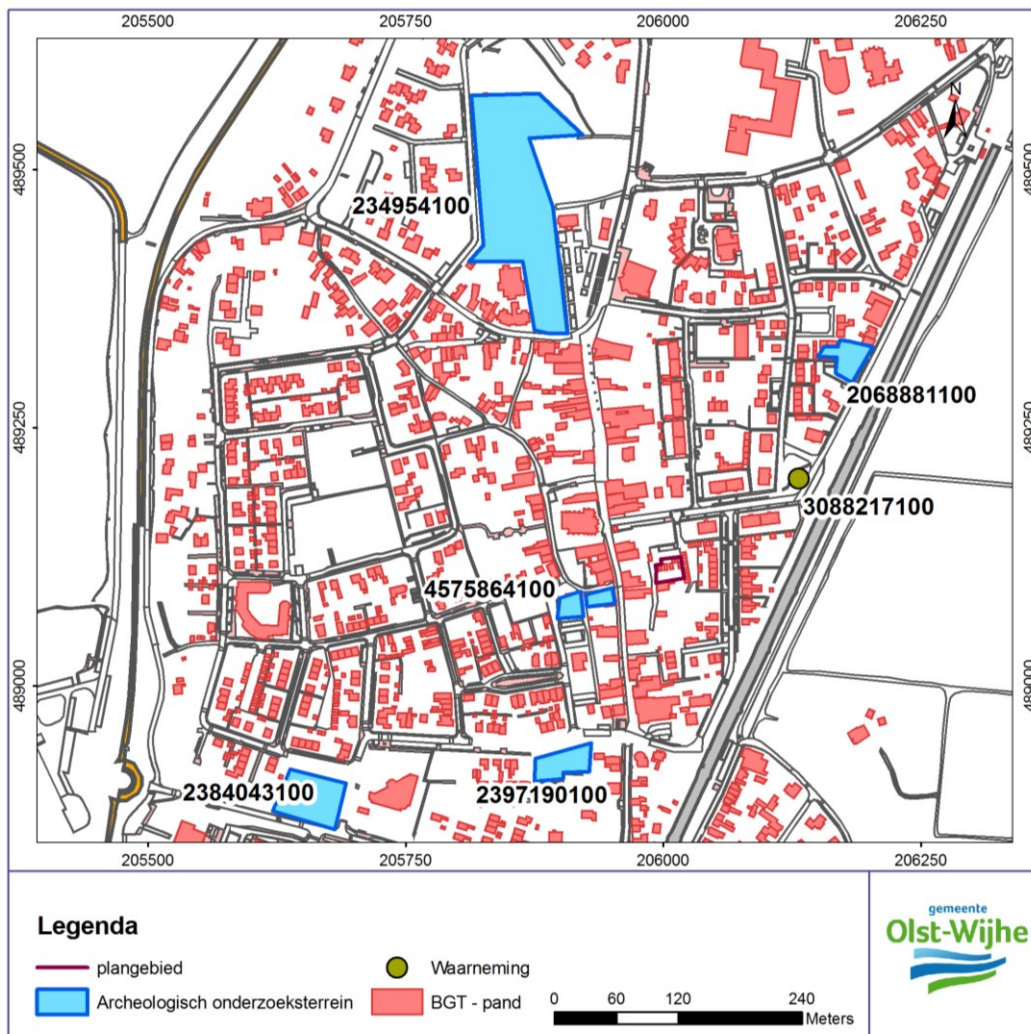 205500 205750 206000 206250
489500 489500
N
234954100
2068881100
489250 489250
3088217100
4575864100
489000 489000
2384043100
2397190100
205500 205750 206000 206250
Legenda
plangebied
Waarneming
Archeologisch onderzoeksterrein
BGT - pand
0 60 120 240
Meters
gemeente
Olst-Wijhe